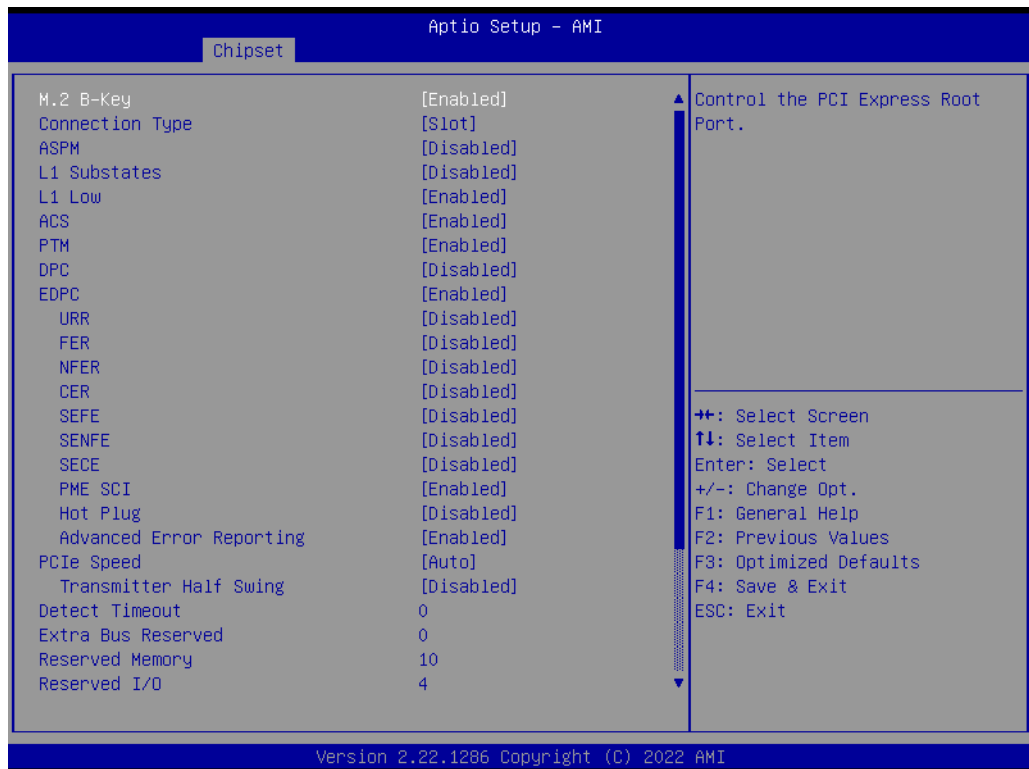 Aptio Setup – AMI
Chipset
M.2 B-Key [Enabled]
Connection Type [Slot]
ASPM [Disabled]
L1 Substates [Disabled]
L1 Low [Enabled]
ACS [Enabled]
PTM [Enabled]
DPC [Disabled]
EDPC [Enabled]
URR [Disabled]
FER [Disabled]
NFER [Disabled]
CER [Disabled]
SEFE [Disabled]
SENFE [Disabled]
SECE [Disabled]
PME SCI [Enabled]
Hot Plug [Disabled]
Advanced Error Reporting [Enabled]
PCIe Speed [Auto]
Transmitter Half Swing [Disabled]
Detect Timeout 0
Extra Bus Reserved 0
Reserved Memory 10
Reserved I/O 4
Control the PCI Express Root
Port.
→←: Select Screen
↑↓: Select Item
Enter: Select
+/-: Change Opt.
F1: General Help
F2: Previous Values
F3: Optimized Defaults
F4: Save & Exit
ESC: Exit
Version 2.22.1286 Copyright (C) 2022 AMI